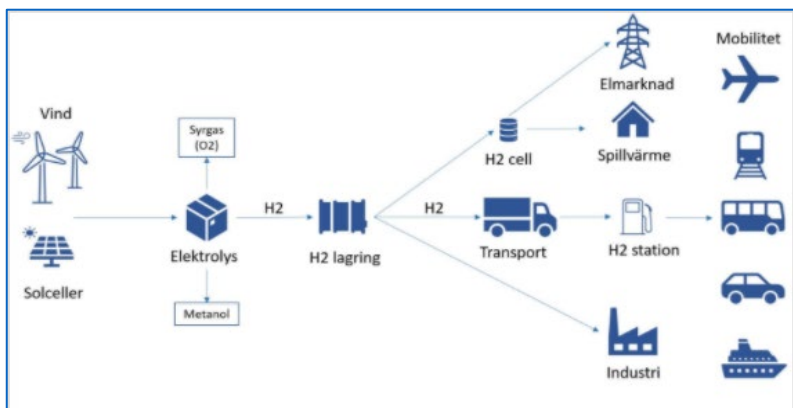 Vind
Solceller
Syrgas
(O2)
Elektrolys
Metanol
H2
H2 lagring
H2
H2 cell
Elmarknad
Spillvärme
Transport
H2 station
Industri
Mobilitet